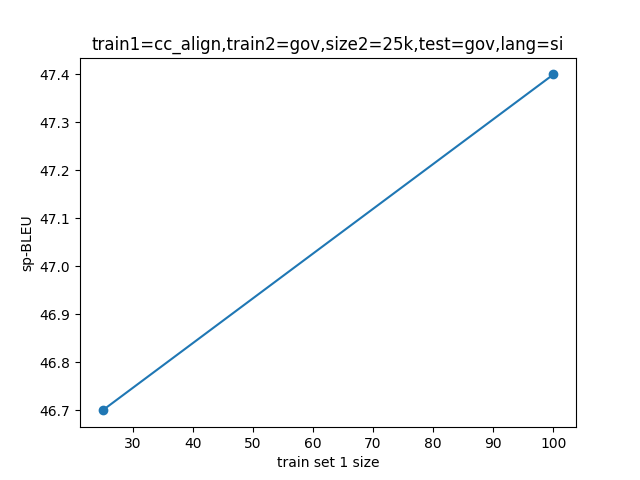 train1=cc_align,train2=gov,size2=25k,test=gov,lang=si
47.4
47.3
47.2
47.1
47.0
46.9
46.8
46.7
sp-BLEU
30 40 50 60 70 80 90 100
train set 1 size